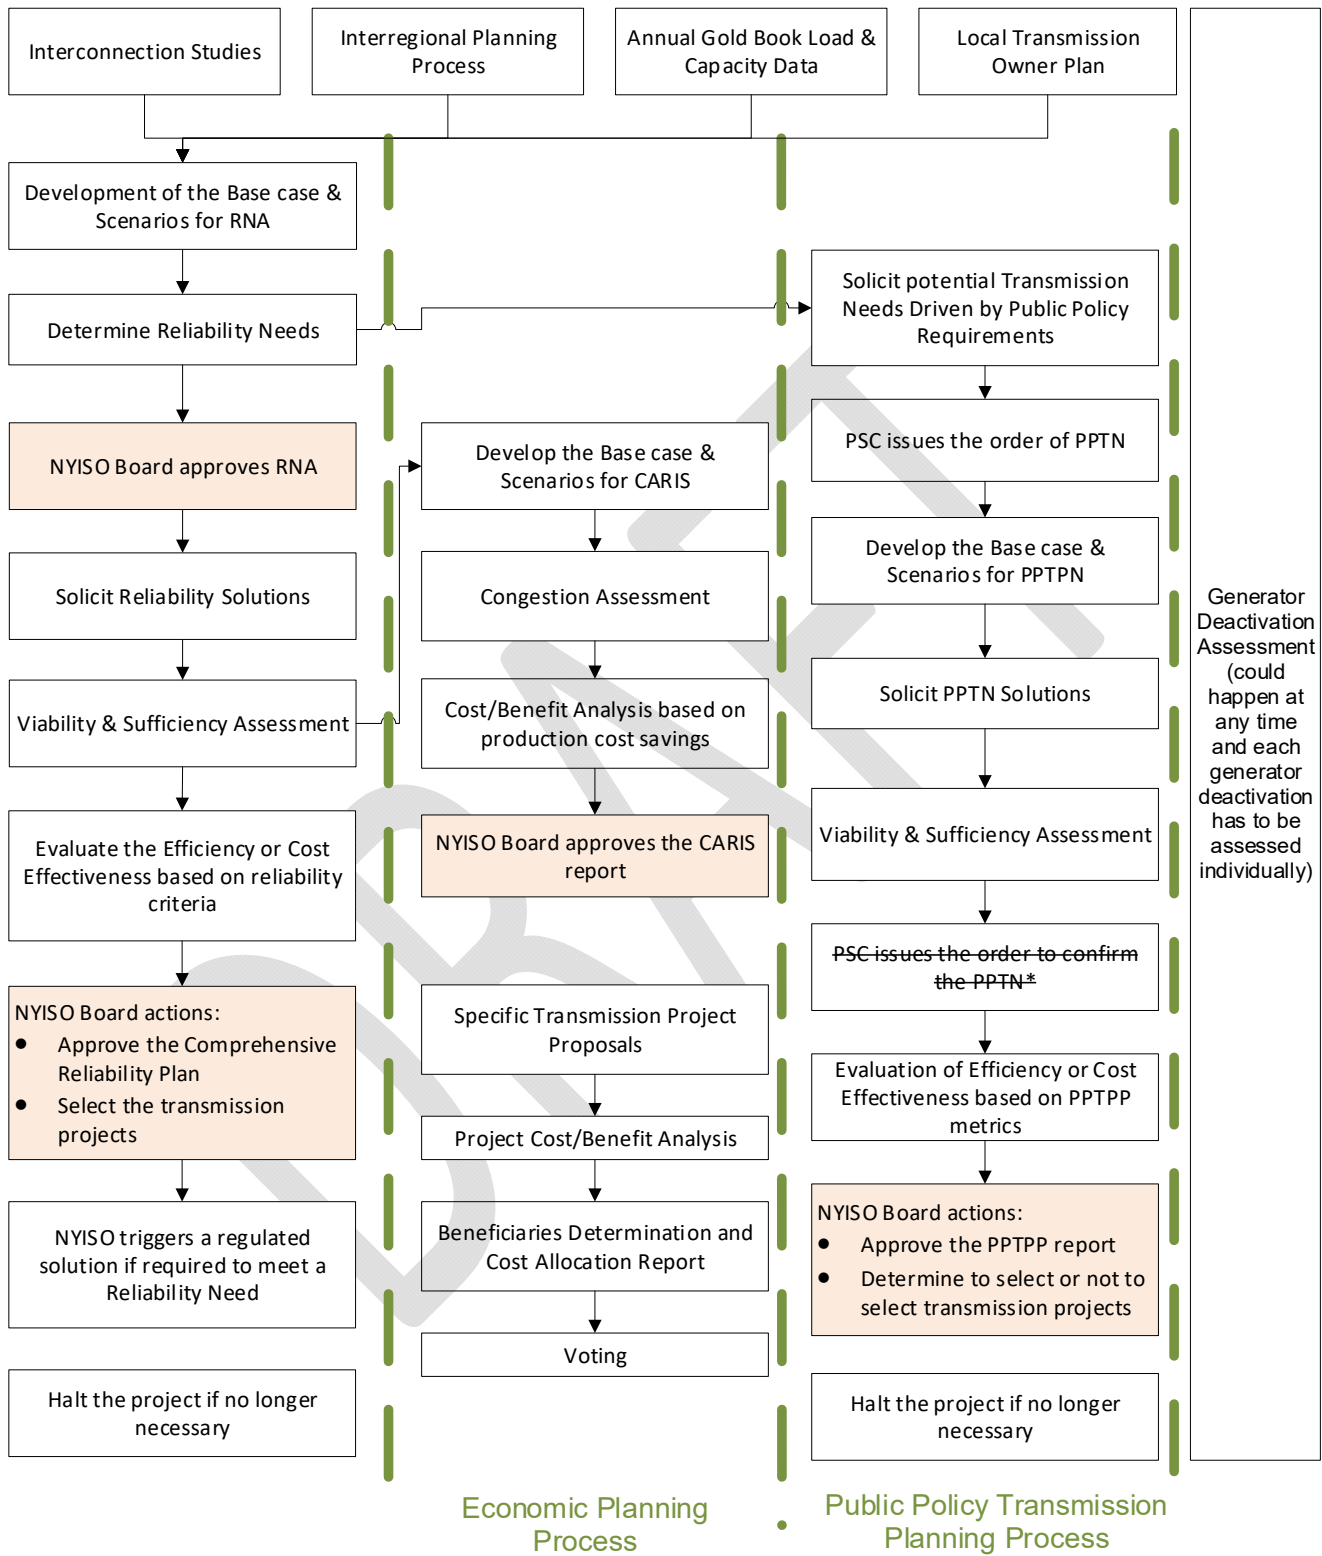 Interconnection Studies
Interregional Planning
Process
Annual Gold Book Load &
Capacity Data
Local Transmission
Owner Plan
Development of the Base case &
Scenarios for RNA
Determine Reliability Needs
NYISO Board approves RNA
Solicit Reliability Solutions
Viability & Sufficiency Assessment
Evaluate the Efficiency or Cost
Effectiveness based on reliability
criteria
NYISO Board actions:
● Approve the Comprehensive
Reliability Plan
● Select the transmission
projects
NYISO triggers a regulated
solution if required to meet a
Reliability Need
Halt the project if no longer
necessary
Develop the Base case &
Scenarios for CARIS
Congestion Assessment
Cost/Benefit Analysis based on
production cost savings
NYISO Board approves the CARIS
report
Specific Transmission Project
Proposals
Project Cost/Benefit Analysis
Beneficiaries Determination and
Cost Allocation Report
Voting
Economic Planning
Process
Solicit potential Transmission
Needs Driven by Public Policy
Requirements
PSC issues the order of PPTN
Develop the Base case &
Scenarios for PPTPN
Solicit PPTN Solutions
Viability & Sufficiency Assessment
PSC issues the order to confirm
the PPTN*
Evaluation of Efficiency or Cost
Effectiveness based on PPTPP
metrics
NYISO Board actions:
● Approve the PPTPP report
● Determine to select or not to
select transmission projects
Halt the project if no longer
necessary
Public Policy Transmission
Planning Process
Generator
Deactivation
Assessment
(could
happen at
any time
and each
generator
deactivation
has to be
assessed
individually)
DRAFT